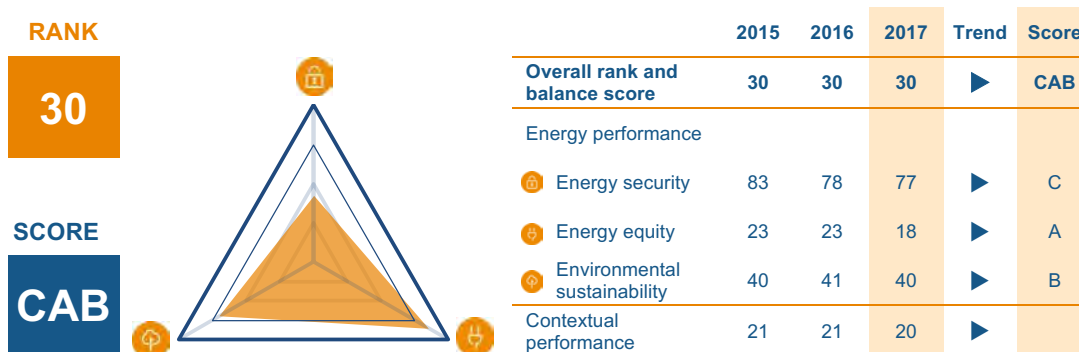 RANK
30
SCORE
CAB
2015 2016 2017 Trend Score
Overall rank and
balance score 30 30 30 CAB
Energy performance
Energy security 83 78 77 C
Energy equity 23 23 18 A
Environmental
sustainability 40 41 40 B
Contextual
performance 21 21 20